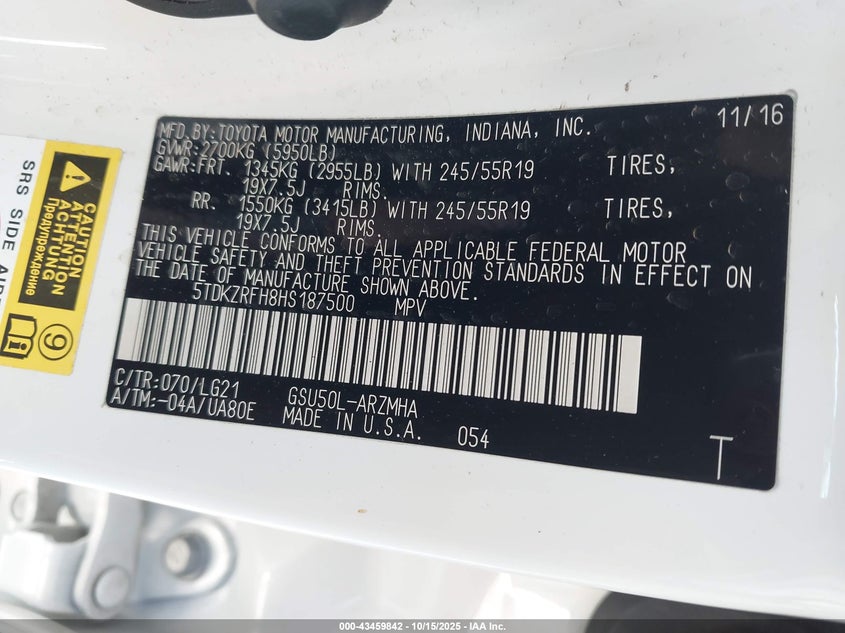 MFD.BY:TOYOTA MOTOR MANUFACTURING, INDIANA, INC. 11/16
GVWR:2700KG (5950LB)
GAWR:FRT. 1345KG (2955LB) WITH 245/55R19 TIRES,
19X7.5J RIMS.
RR. 1550KG (3415LB) WITH 245/55R19 TIRES,
19X7.5J RIMS.
THIS VEHICLE CONFORMS TO ALL APPLICABLE FEDERAL MOTOR
VEHICLE SAFETY AND THEFT PREVENTION STANDARDS IN EFFECT ON
THE DATE OF MANUFACTURE SHOWN ABOVE.
5TDKZRFH8HS187500 MPV
C/TR:070/LG21 GSU50L-ARZMHA
A/TM:-04A/UA80E MADE IN U.S.A. 054
T
CAUTION
ATTENTION
ACHTUNG
Предупреждение
9
SRS SIDE
000-43459842 - 10/15/2025 - IAA Inc.